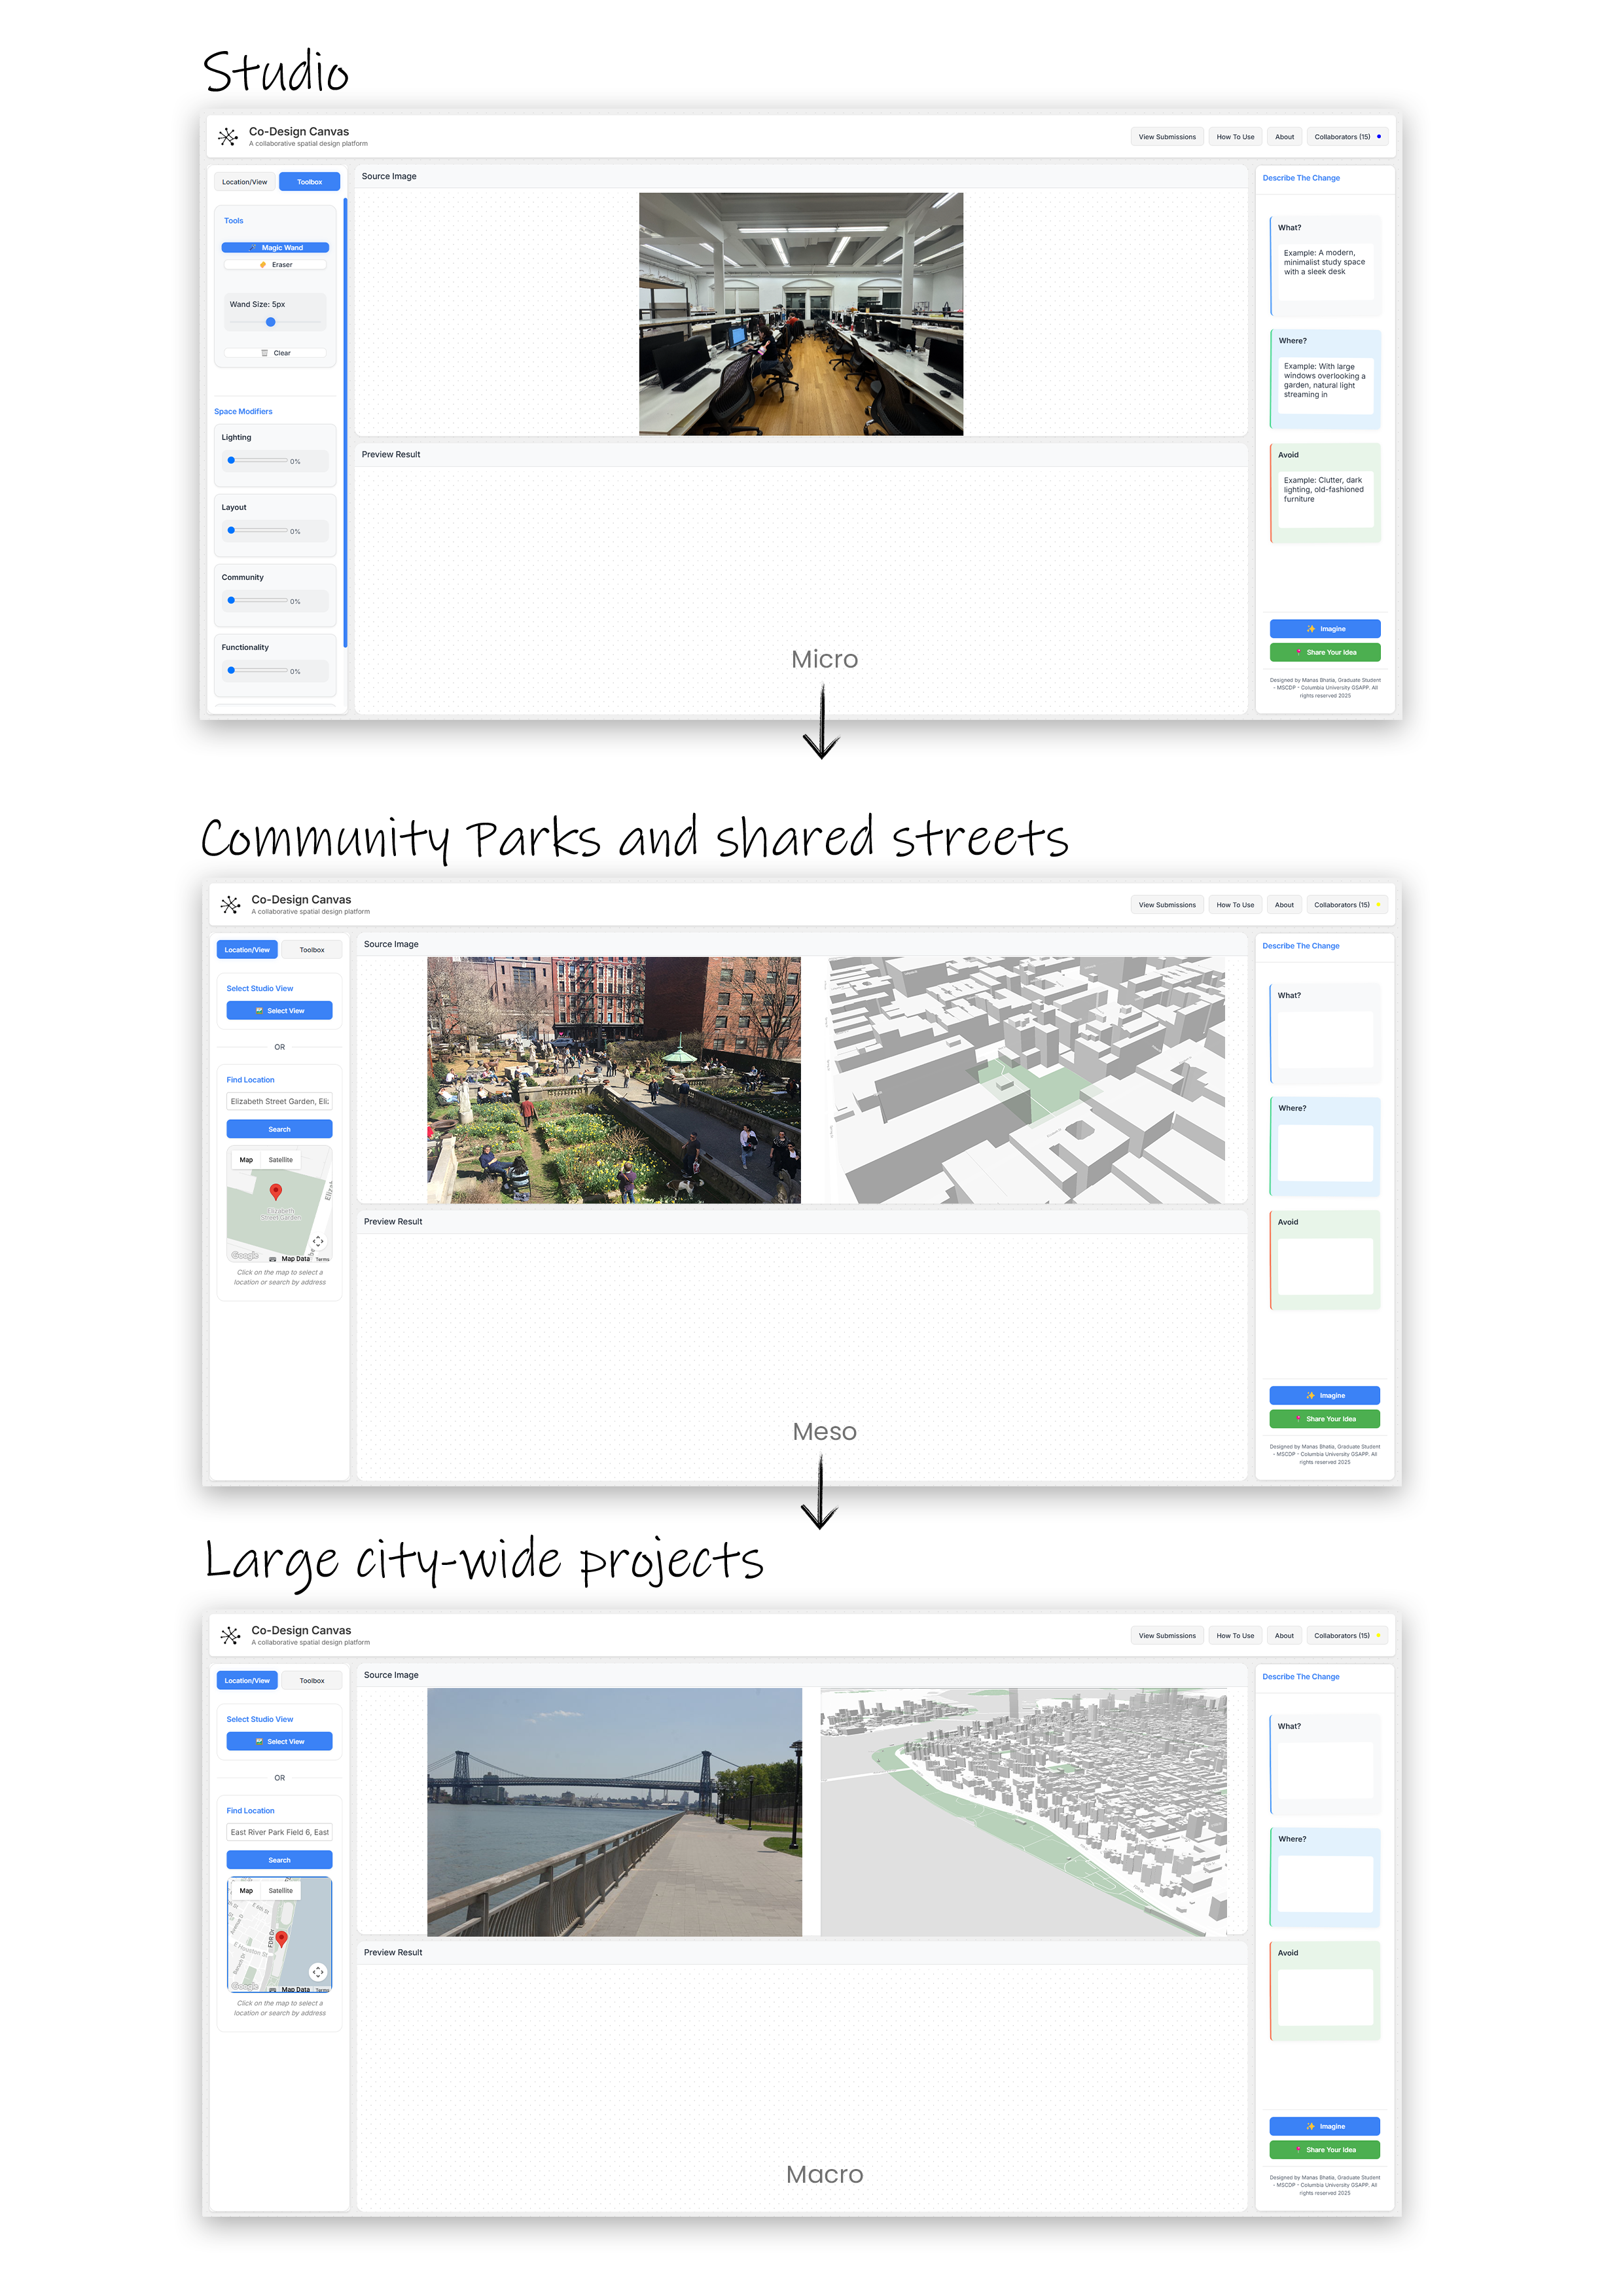 Studio
Co-Design Canvas
A collaborative spatial design platform
View Submissions
How To Use
About
Collaborators (15)
Location/View
Toolbox
Tools
Magic Wand
Eraser
Wand Size: 5px
Clear
Space Modifiers
Lighting
0%
Layout
0%
Community
0%
Functionality
0%
Source Image
Preview Result
Micro
Describe The Change
What?
Example: A modern,
minimalist study space
with a sleek desk
Where?
Example: With large
windows overlooking a
garden, natural light
streaming in
Avoid
Example: Clutter, dark
lighting, old-fashioned
furniture
Imagine
Share Your Idea
Designed by Manas Bhatia, Graduate Student
- MSCDP - Columbia University GSAPP. All
rights reserved 2025
Community Parks and shared streets
Co-Design Canvas
A collaborative spatial design platform
View Submissions
How To Use
About
Collaborators (15)
Location/View
Toolbox
Select Studio View
Select View
OR
Find Location
Elizabeth Street Garden, Eli
Search
Map
Satellite
Elizabeth
Street Garden
Google
Map Data
Terms
Click on the map to select a
location or search by address
Source Image
Preview Result
Meso
Describe The Change
What?
Where?
Avoid
Imagine
Share Your Idea
Designed by Manas Bhatia, Graduate Student
- MSCDP - Columbia University GSAPP. All
rights reserved 2025
Large city-wide projects
Co-Design Canvas
A collaborative spatial design platform
View Submissions
How To Use
About
Collaborators (15)
Location/View
Toolbox
Select Studio View
Select View
OR
Find Location
East River Park Field 6, East
Search
Map
Satellite
E 6th St
FDR Dr
E Houston St
Google
Map Data
Terms
Click on the map to select a
location or search by address
Source Image
Preview Result
Macro
Describe The Change
What?
Where?
Avoid
Imagine
Share Your Idea
Designed by Manas Bhatia, Graduate Student
- MSCDP - Columbia University GSAPP. All
rights reserved 2025